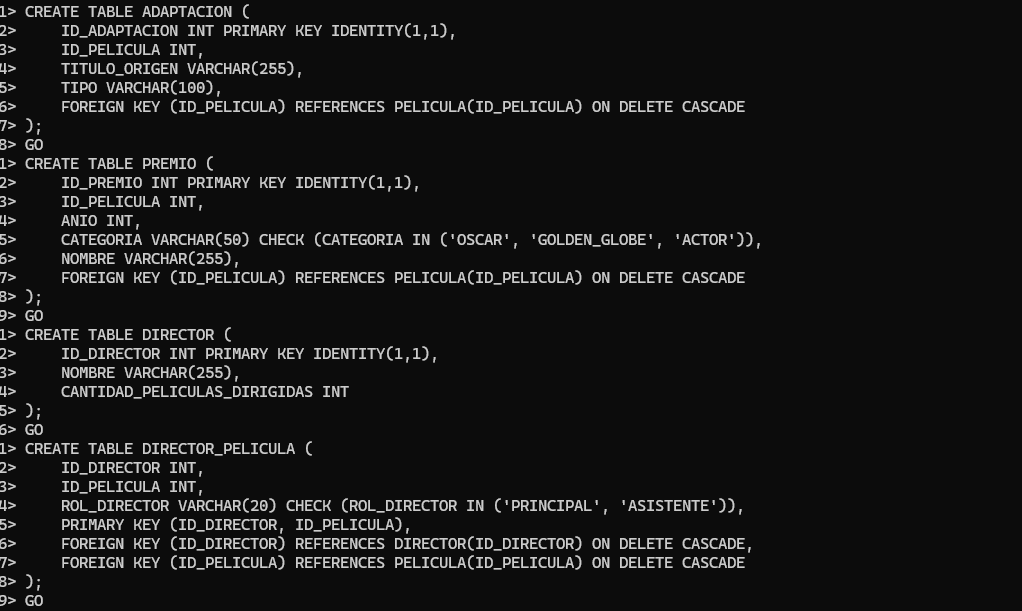 1> CREATE TABLE ADAPTACION (
2>     ID_ADAPTACION INT PRIMARY KEY IDENTITY(1,1),
3>     ID_PELICULA INT,
4>     TITULO_ORIGEN VARCHAR(255),
5>     TIPO VARCHAR(100),
6>     FOREIGN KEY (ID_PELICULA) REFERENCES PELICULA(ID_PELICULA) ON DELETE CASCADE
7> );
8> GO
1> CREATE TABLE PREMIO (
2>     ID_PREMIO INT PRIMARY KEY IDENTITY(1,1),
3>     ID_PELICULA INT,
4>     ANIO INT,
5>     CATEGORIA VARCHAR(50) CHECK (CATEGORIA IN ('OSCAR', 'GOLDEN_GLOBE', 'ACTOR')),
6>     NOMBRE VARCHAR(255),
7>     FOREIGN KEY (ID_PELICULA) REFERENCES PELICULA(ID_PELICULA) ON DELETE CASCADE
8> );
9> GO
1> CREATE TABLE DIRECTOR (
2>     ID_DIRECTOR INT PRIMARY KEY IDENTITY(1,1),
3>     NOMBRE VARCHAR(255),
4>     CANTIDAD_PELICULAS_DIRIGIDAS INT
5> );
6> GO
1> CREATE TABLE DIRECTOR_PELICULA (
2>     ID_DIRECTOR INT,
3>     ID_PELICULA INT,
4>     ROL_DIRECTOR VARCHAR(20) CHECK (ROL_DIRECTOR IN ('PRINCIPAL', 'ASISTENTE')),
5>     PRIMARY KEY (ID_DIRECTOR, ID_PELICULA),
6>     FOREIGN KEY (ID_DIRECTOR) REFERENCES DIRECTOR(ID_DIRECTOR) ON DELETE CASCADE,
7>     FOREIGN KEY (ID_PELICULA) REFERENCES PELICULA(ID_PELICULA) ON DELETE CASCADE
8> );
9> GO